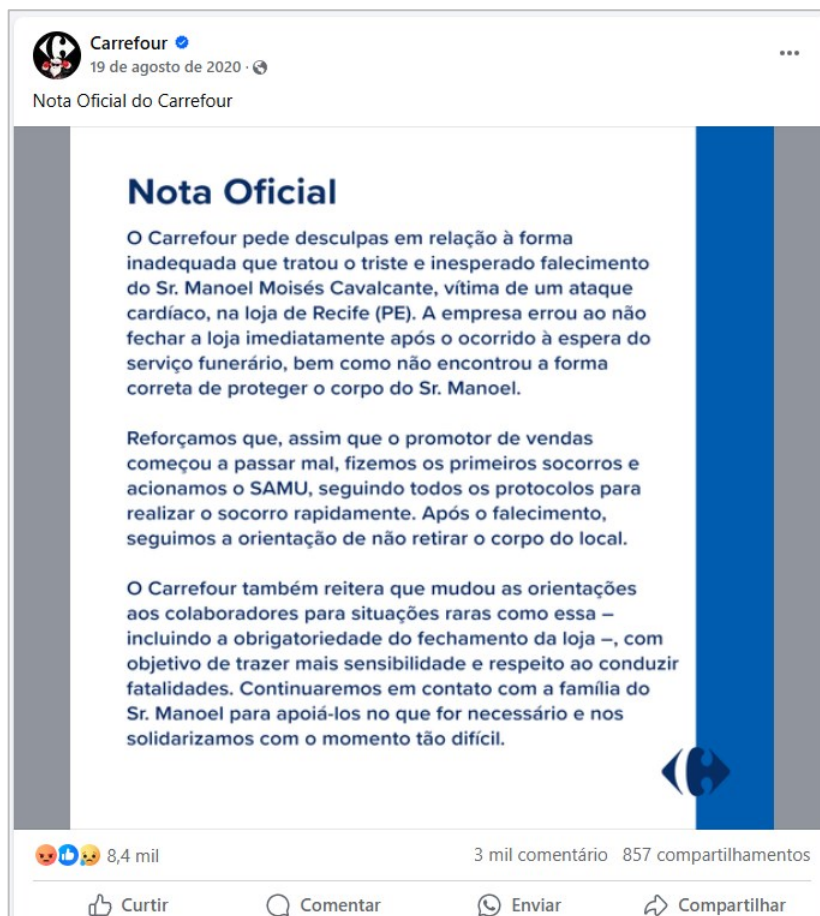 Carrefour
19 de agosto de 2020 ·
Nota Oficial do Carrefour
Nota Oficial
O Carrefour pede desculpas em relação à forma
inadequada que tratou o triste e inesperado falecimento
do Sr. Manoel Moisés Cavalcante, vítima de um ataque
cardíaco, na loja de Recife (PE). A empresa errou ao não
fechar a loja imediatamente após o ocorrido à espera do
serviço funerário, bem como não encontrou a forma
correta de proteger o corpo do Sr. Manoel.
Reforçamos que, assim que o promotor de vendas
começou a passar mal, fizemos os primeiros socorros e
acionamos o SAMU, seguindo todos os protocolos para
realizar o socorro rapidamente. Após o falecimento,
seguimos a orientação de não retirar o corpo do local.
O Carrefour também reitera que mudou as orientações
aos colaboradores para situações raras como essa –
incluindo a obrigatoriedade do fechamento da loja –, com
objetivo de trazer mais sensibilidade e respeito ao conduzir
fatalidades. Continuaremos em contato com a família do
Sr. Manoel para apoiá-los no que for necessário e nos
solidarizamos com o momento tão difícil.
8,4 mil 3 mil comentário 857 compartilhamentos
Curtir Comentar Enviar Compartilhar